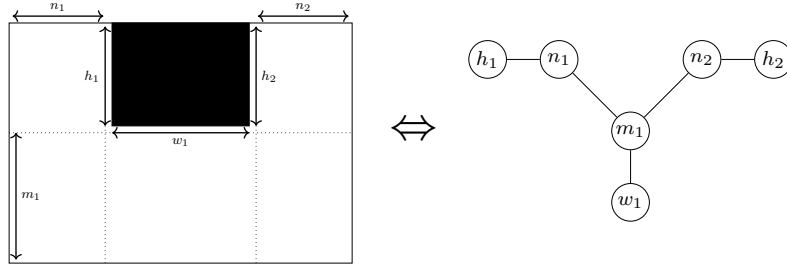 n₁ n₂
h₁ h₂
w₁
m₁
⇔
h₁ n₁ n₂ h₂
m₁
w₁